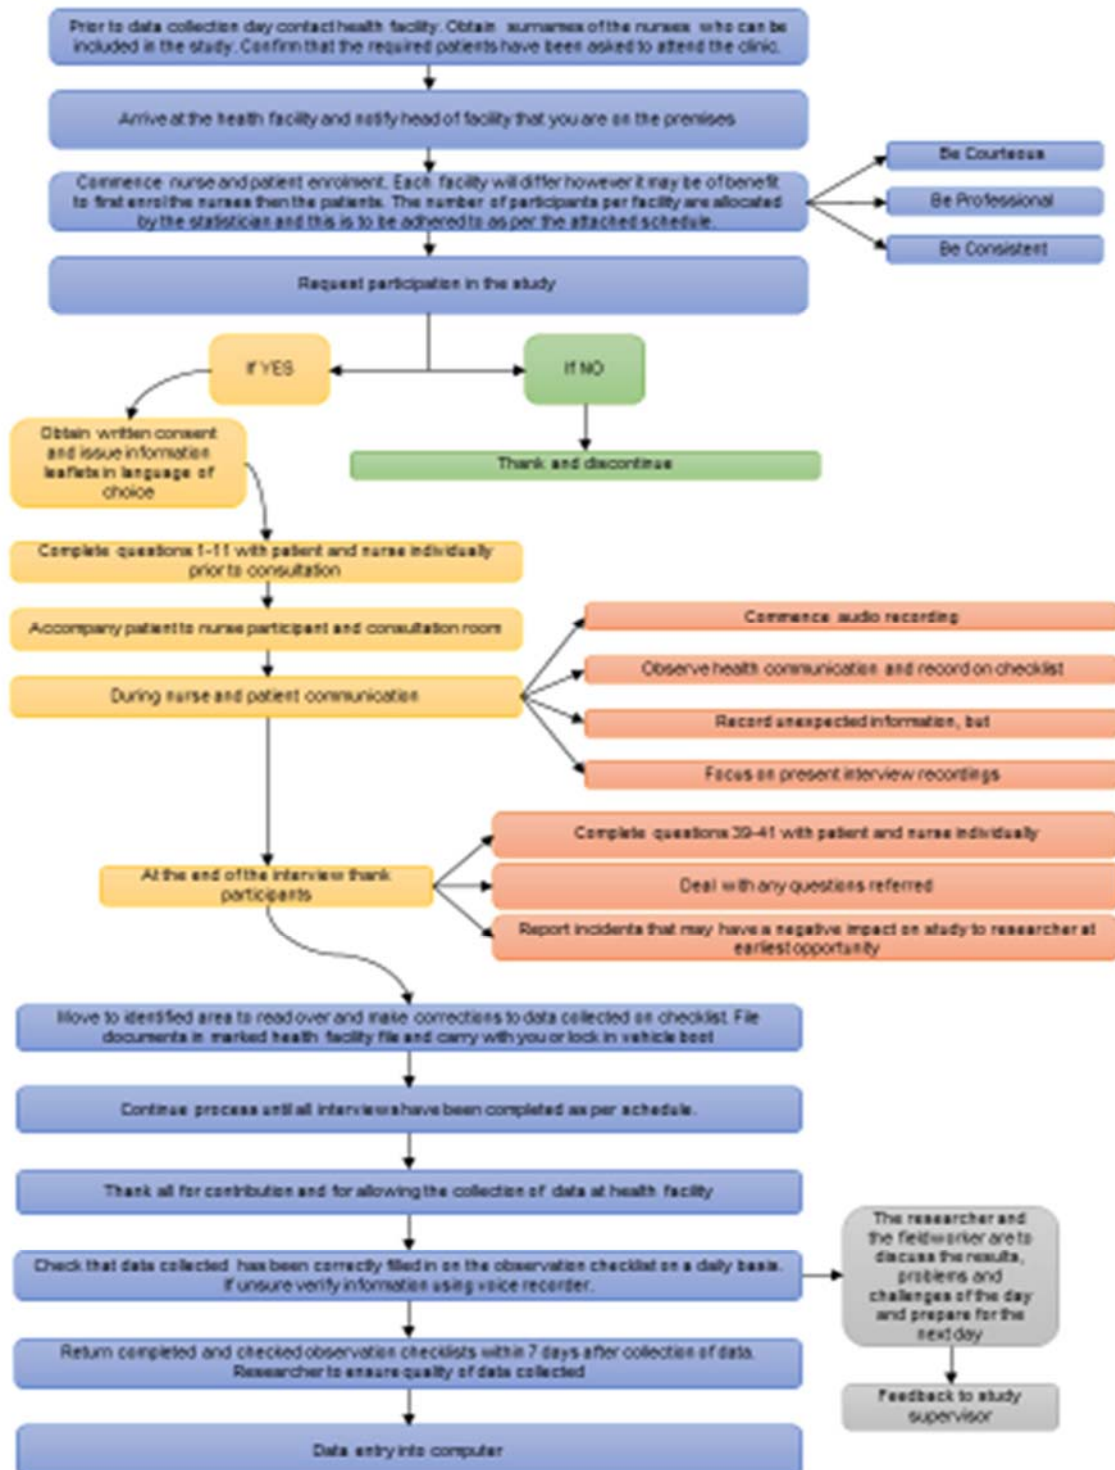 Prior to data collection day contact health facility. Obtain surnames of the nurses who can be
included in the study. Confirm that the required patients have been asked to attend the clinic.
Arrive at the health facility and notify head of facility that you are on the premises
Commence nurse and patient enrolment. Each facility will differ however it may be of benefit
to first enrol the nurses then the patients. The number of participants per facility are allocated
by the statistician and this is to be adhered to as per the attached schedule.
Be Courteous
Be Professional
Be Consistent
Request participation in the study
If YES
If NO
Obtain written consent
and issue information
leaflets in language of
choice
Thank and discontinue
Complete questions 1-11 with patient and nurse individually
prior to consultation
Accompany patient to nurse participant and consultation room
During nurse and patient communication
Commence audio recording
Observe health communication and record on checklist
Record unexpected information, but
Focus on present interview recordings
At the end of the interview thank
participants
Complete questions 39-41 with patient and nurse individually
Deal with any questions referred
Report incidents that may have a negative impact on study to researcher at
earliest opportunity
Move to identified area to read over and make corrections to data collected on checklist. File
documents in marked health facility file and carry with you or lock in vehicle boot
Continue process until all interviews have been completed as per schedule.
Thank all for contribution and for allowing the collection of data at health facility
Check that data collected has been correctly filled in on the observation checklist on a daily basis.
If unsure verify information using voice recorder.
The researcher and
the fieldworker are to
discuss the results,
problems and
challenges of the day
and prepare for the
next day
Return completed and checked observation checklists within 7 days after collection of data.
Researcher to ensure quality of data collected
Feedback to study
supervisor
Data entry into computer